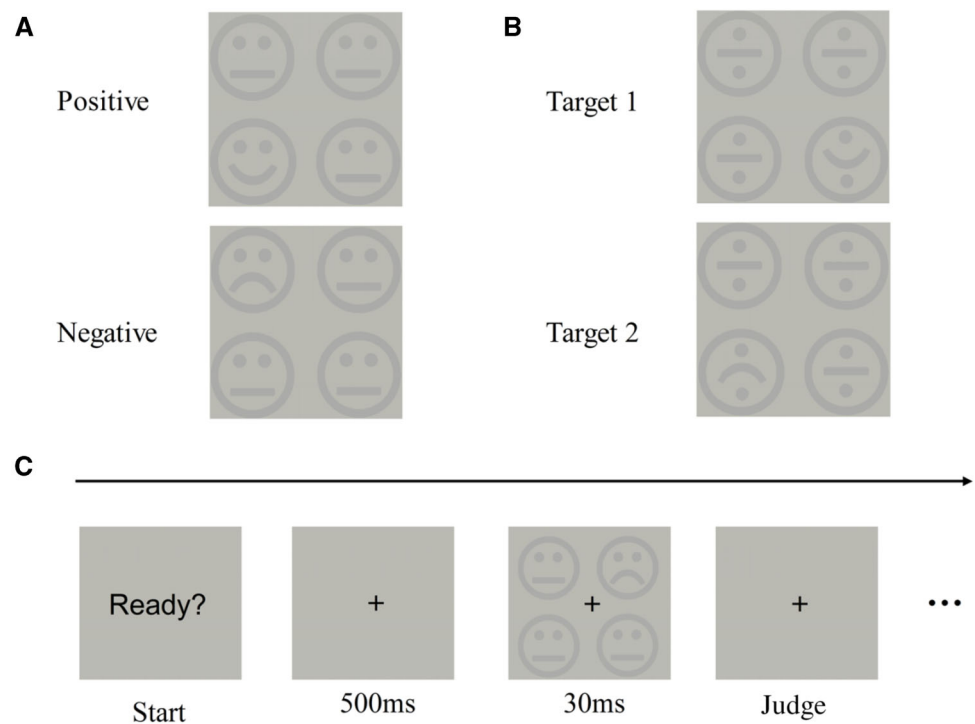 A
Positive
Negative
B
Target 1
Target 2
C
Ready?
+
+
+
...
Start
500ms
30ms
Judge